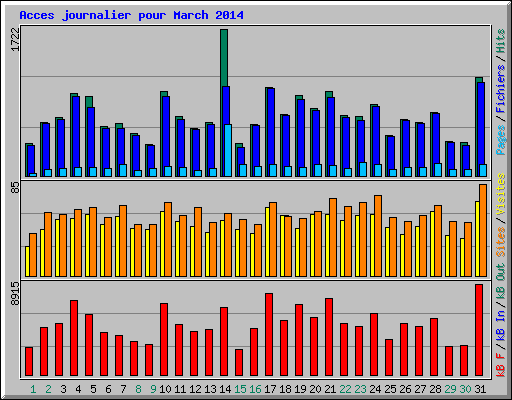 Acces journalier pour March 2014
1722
85
8915
Pages / Fichiers / Hits
Sites / Visites
kB F / kB In / kB Out
1 2 3 4 5 6 7 8 9 10 11 12 13 14 15 16 17 18 19 20 21 22 23 24 25 26 27 28 29 30 31